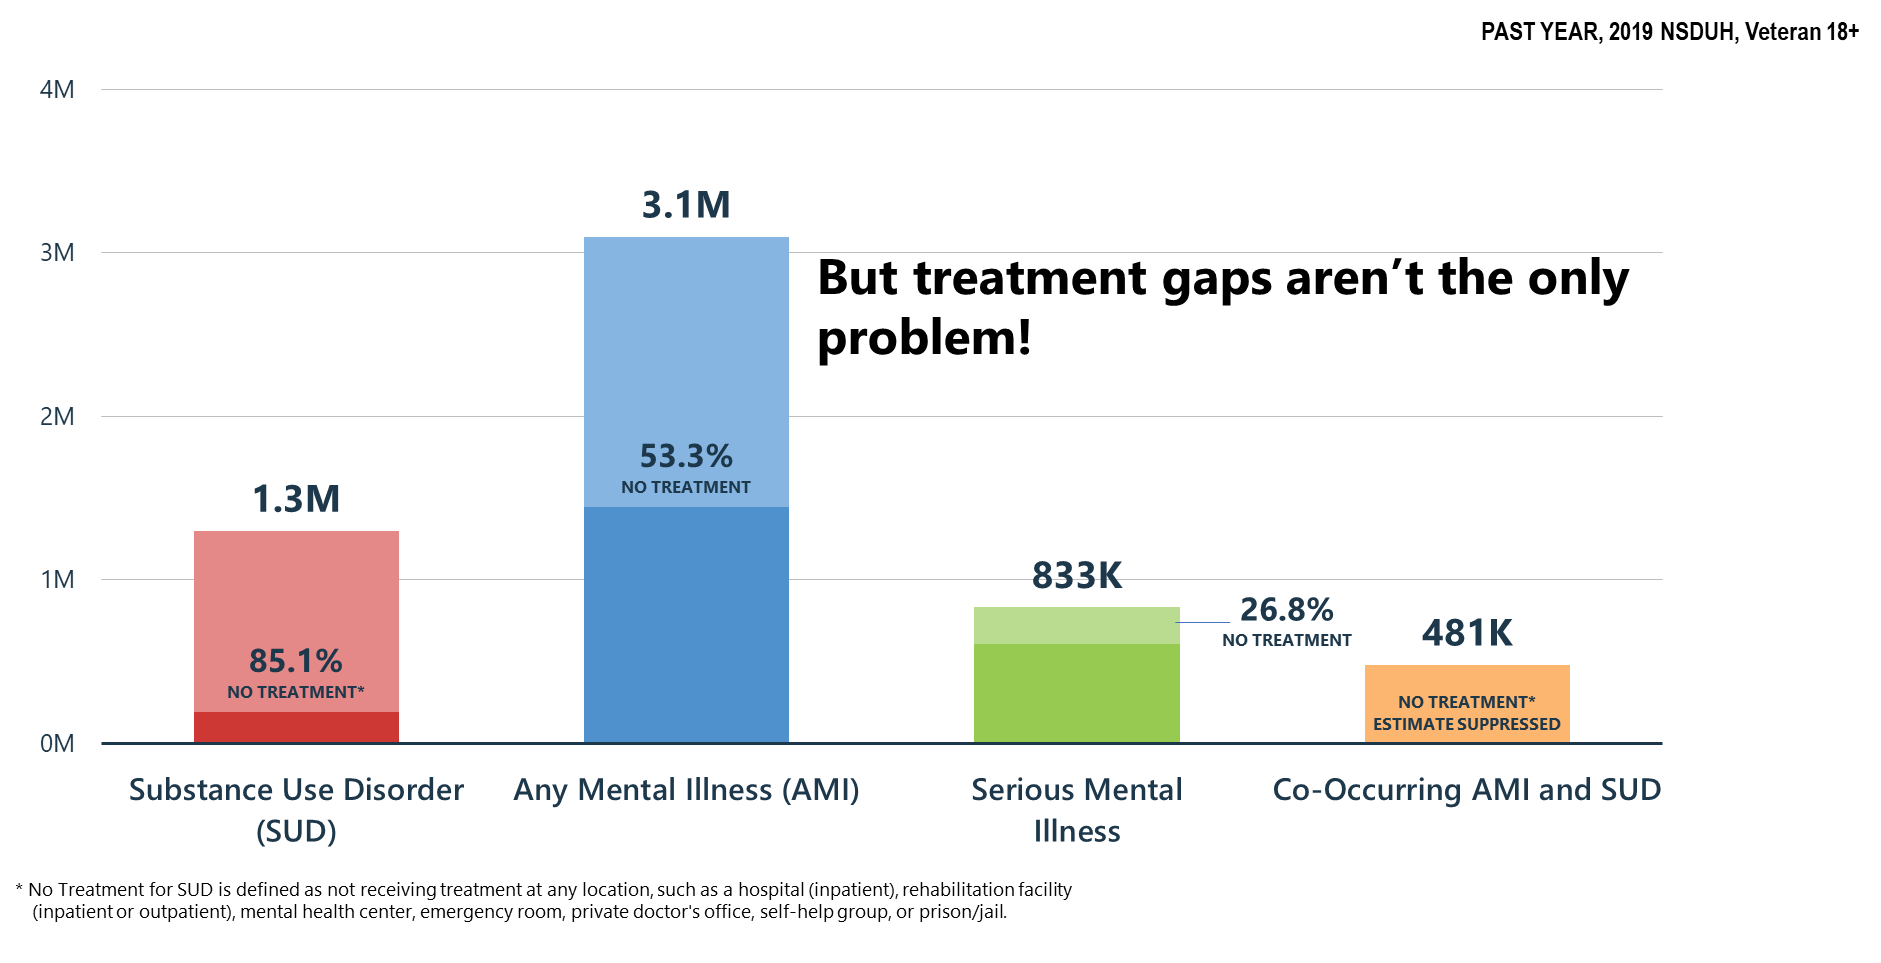 PAST YEAR, 2019 NSDUH, Veteran 18+
4M
3M
2M
1M
0M
But treatment gaps aren’t the only
problem!
1.3M
85.1%
NO TREATMENT*
3.1M
53.3%
NO TREATMENT
833K
26.8%
NO TREATMENT
481K
NO TREATMENT*
ESTIMATE SUPPRESSED
Substance Use Disorder
(SUD)
Any Mental Illness (AMI)
Serious Mental
Illness
Co-Occurring AMI and SUD
* No Treatment for SUD is defined as not receiving treatment at any location, such as a hospital (inpatient), rehabilitation facility
(inpatient or outpatient), mental health center, emergency room, private doctor's office, self-help group, or prison/jail.